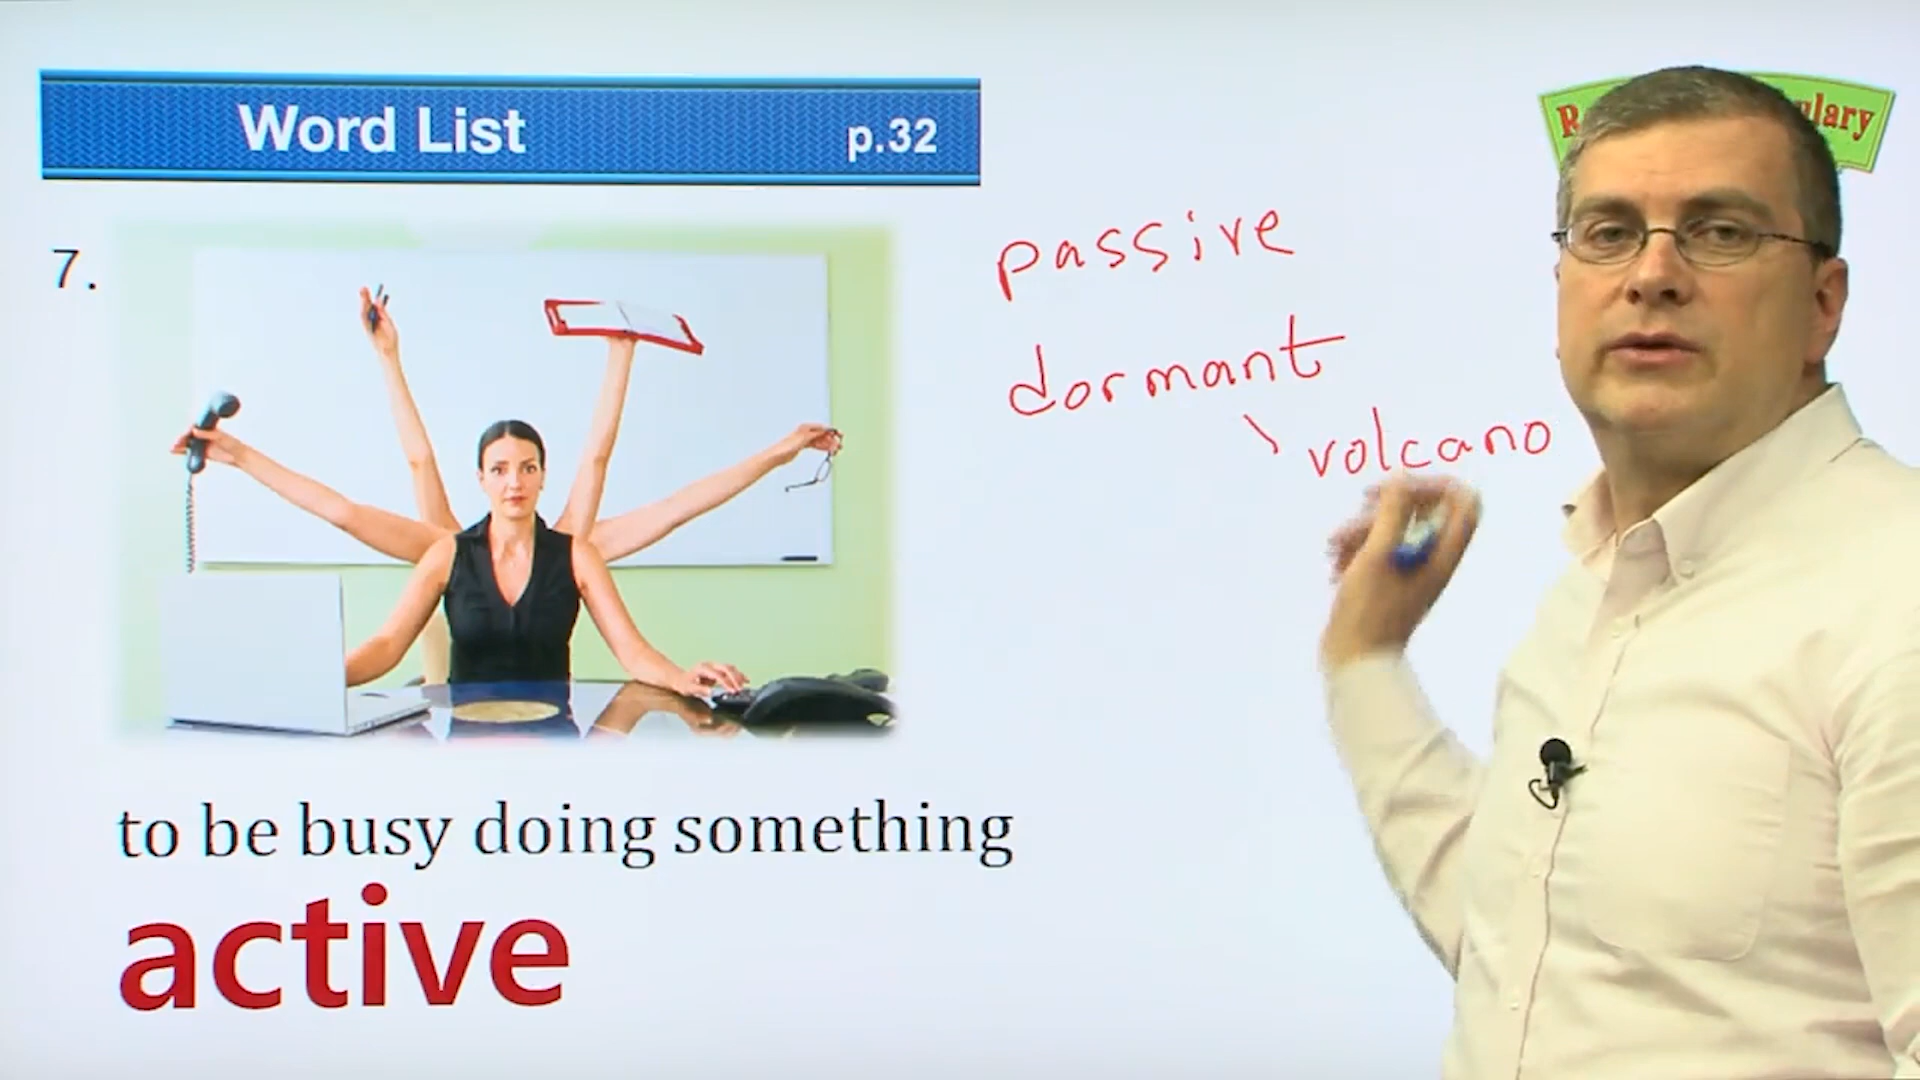 Word List p.32
7.
passive
dormant
volcano
to be busy doing something
active